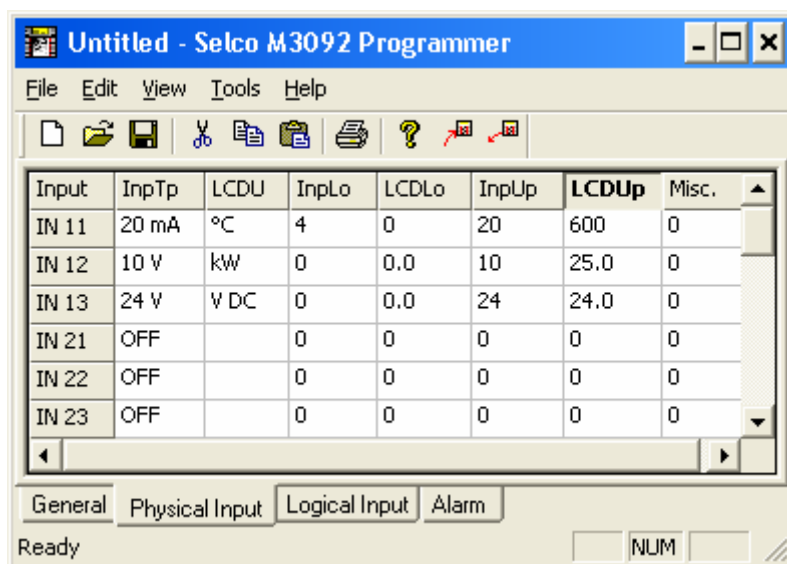 Untitled - Selco M3092 Programmer
File Edit View Tools Help
Input InpTp LCDU InpLo LCDLo InpUp LCDUp Misc.
IN 11 20 mA °C 4 0 20 600 0
IN 12 10 V kW 0 0.0 10 25.0 0
IN 13 24 V V DC 0 0.0 24 24.0 0
IN 21 OFF 0 0 0 0 0
IN 22 OFF 0 0 0 0 0
IN 23 OFF 0 0 0 0 0
General Physical Input Logical Input Alarm
Ready NUM